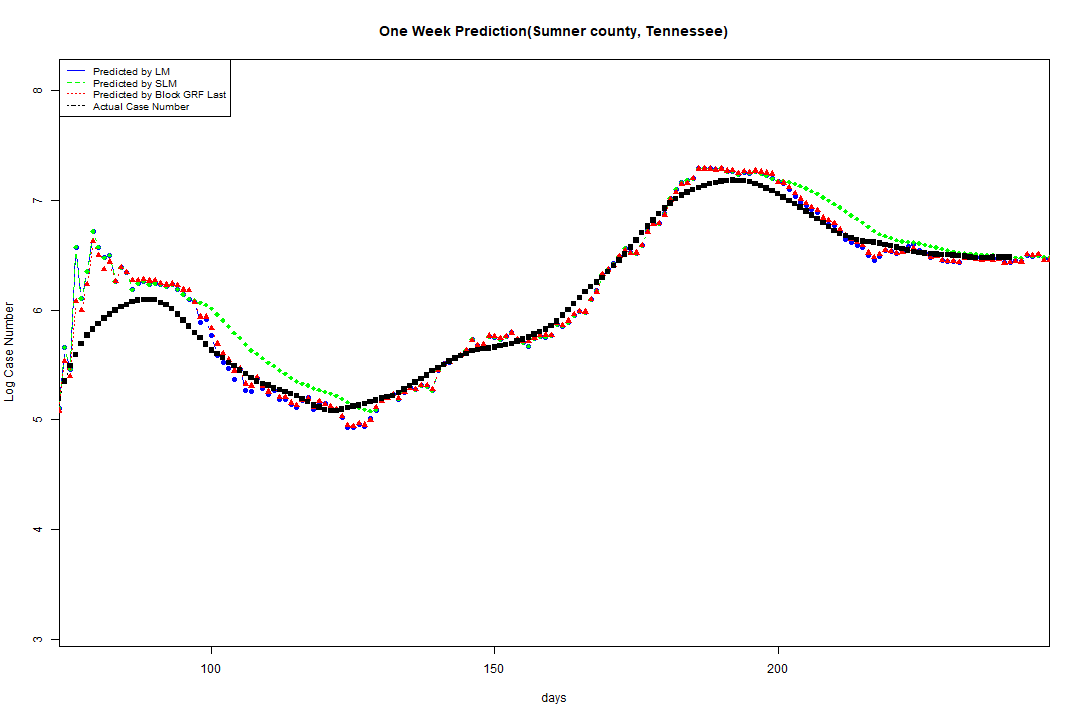 One Week Prediction(Sumner county, Tennessee)
Predicted by LM
Predicted by SLM
Predicted by Block GRF Last
Actual Case Number
8
7
6
5
4
3
Log Case Number
100 150 200
days